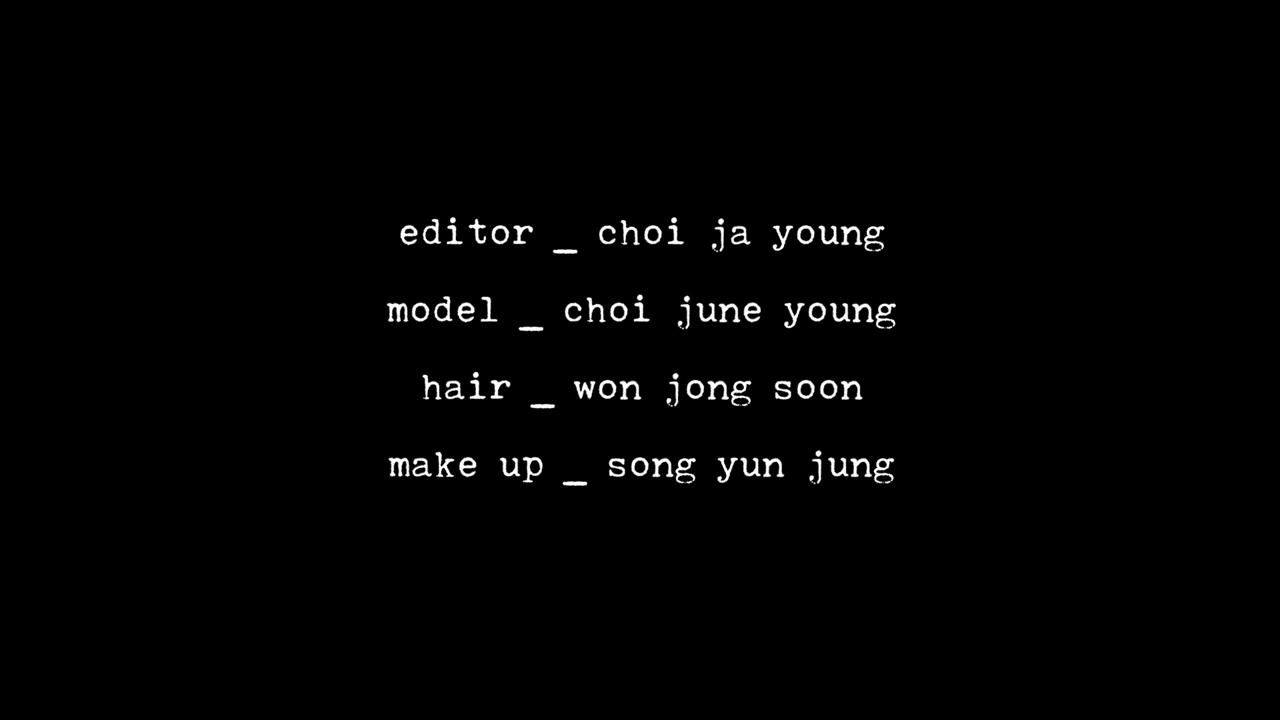 editor _ choi ja young
model _ choi june young
hair _ won jong soon
make up _ song yun jung